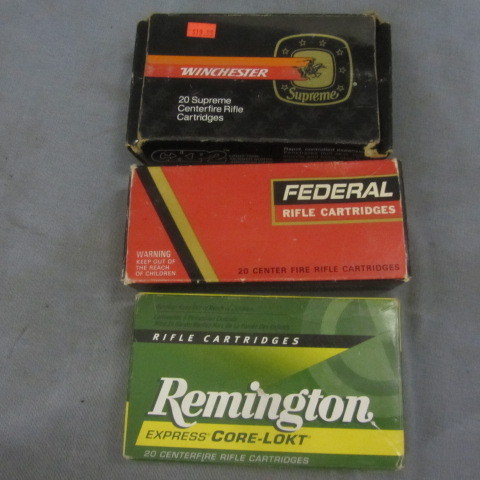 WINCHESTER
Supreme
20 Supreme
Centerfire Rifle
Cartridges
FEDERAL
RIFLE CARTRIDGES
WARNING
KEEP OUT OF
THE REACH
OF CHILDREN
20 CENTER FIRE RIFLE CARTRIDGES
RIFLE CARTRIDGES
Remington
EXPRESS CORE-LOKT
20 CENTERFIRE RIFLE CARTRIDGES